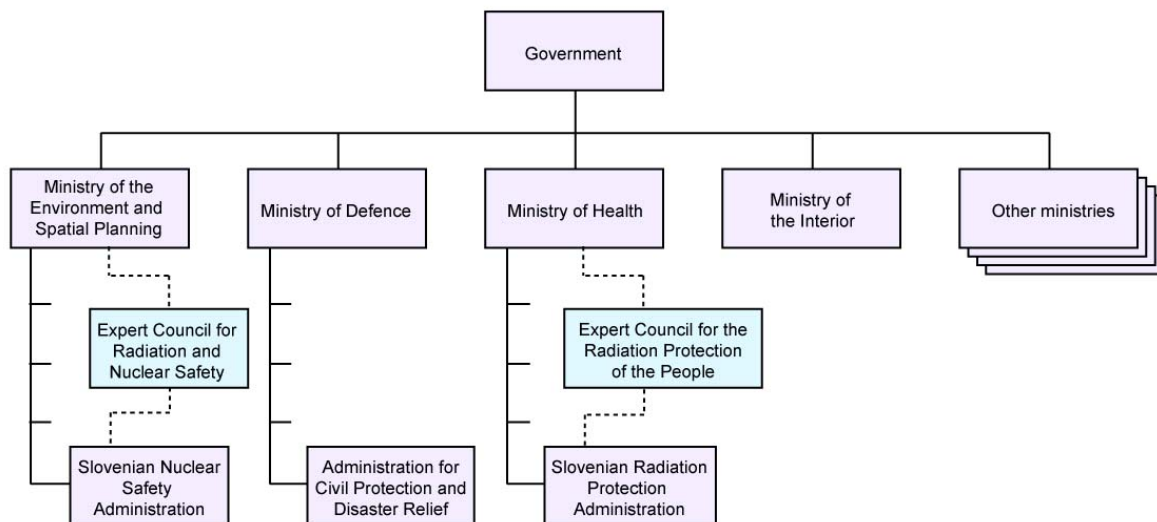 Government
Ministry of the
Environment and
Spatial Planning
Ministry of Defence
Ministry of Health
Ministry of
the Interior
Other ministries
Expert Council for
Radiation and
Nuclear Safety
Expert Council for the
Radiation Protection
of the People
Slovenian Nuclear
Safety
Administration
Administration for
Civil Protection and
Disaster Relief
Slovenian Radiation
Protection
Administration